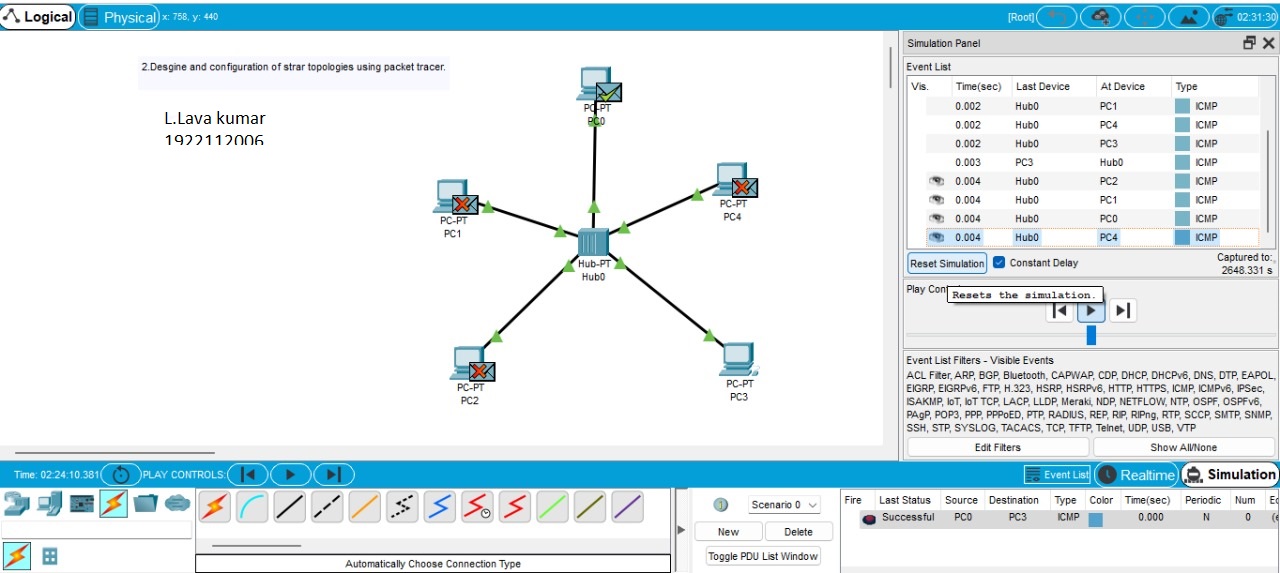 Logical
Physical x: 758, y: 440
[Root]
02:31:30
2.Desgine and configuration of strar topologies using packet tracer.
L.Lava kumar
1922112006
PC-PT
PC0
PC-PT
PC1
PC-PT
PC4
Hub-PT
Hub0
PC-PT
PC2
PC-PT
PC3
Simulation Panel
Event List
Vis. Time(sec) Last Device At Device Type
0.002 Hub0 PC1 ICMP
0.002 Hub0 PC4 ICMP
0.002 Hub0 PC3 ICMP
0.003 PC3 Hub0 ICMP
0.004 Hub0 PC2 ICMP
0.004 Hub0 PC1 ICMP
0.004 Hub0 PC0 ICMP
0.004 Hub0 PC4 ICMP
Reset Simulation Constant Delay
Captured to:
2648.331 s
Play Cont
Resets the simulation.
Event List Filters - Visible Events
ACL Filter, ARP, BGP, Bluetooth, CAPWAP, CDP, DHCP, DHCPv6, DNS, DTP, EAPOL,
EIGRP, EIGRPv6, FTP, H.323, HSRP, HSRPv6, HTTP, HTTPS, ICMP, ICMPv6, IPSec,
ISAKMP, IoT, IoT TCP, LACP, LLDP, Meraki, NDP, NETFLOW, NTP, OSPF, OSPFv6,
PAgP, POP3, PPP, PPPoED, PTP, RADIUS, REP, RIP, RIPng, RTP, SCCP, SMTP, SNMP,
SSH, STP, SYSLOG, TACACS, TCP, TFTP, Telnet, UDP, USB, VTP
Edit Filters Show All/None
Time: 02:24:10.381 PLAY CONTROLS:
Event List Realtime Simulation
Automatically Choose Connection Type
Scenario 0
New Delete
Toggle PDU List Window
Fire Last Status Source Destination Type Color Time(sec) Periodic Num
Successful PC0 PC3 ICMP 0.000 N 0 (e